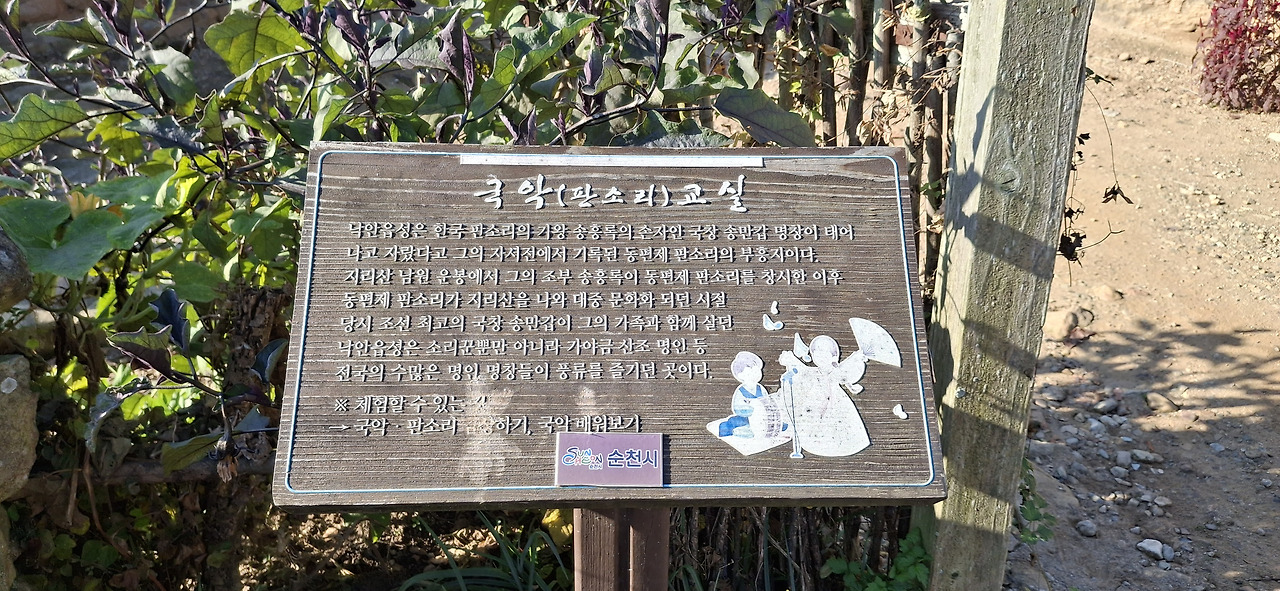 국악(판소리)교실
낙안읍성은 한국 판소리의 가왕 송흥록의 손자인 국창 송만갑 명창이 태어
나고 자랐다고 그의 자서전에서 기록된 동편제 판소리의 부흥지이다.
지리산 남원 운봉에서 그의 조부 송흥록이 동편제 판소리를 창시한 이후
동편제 판소리가 지리산을 나와 대중 문화화 되던 시절
당시 조선 최고의 국창 송만갑이 그의 가족과 함께 살던
낙안읍성은 소리꾼뿐만 아니라 가야금 산조 명인 등
전국의 수많은 명인 명창들이 풍류를 즐기던 곳이다.
※ 체험할 수 있는
→ 국악 · 판소리 하기, 국악 배워보기
SUNCHEON 순천시